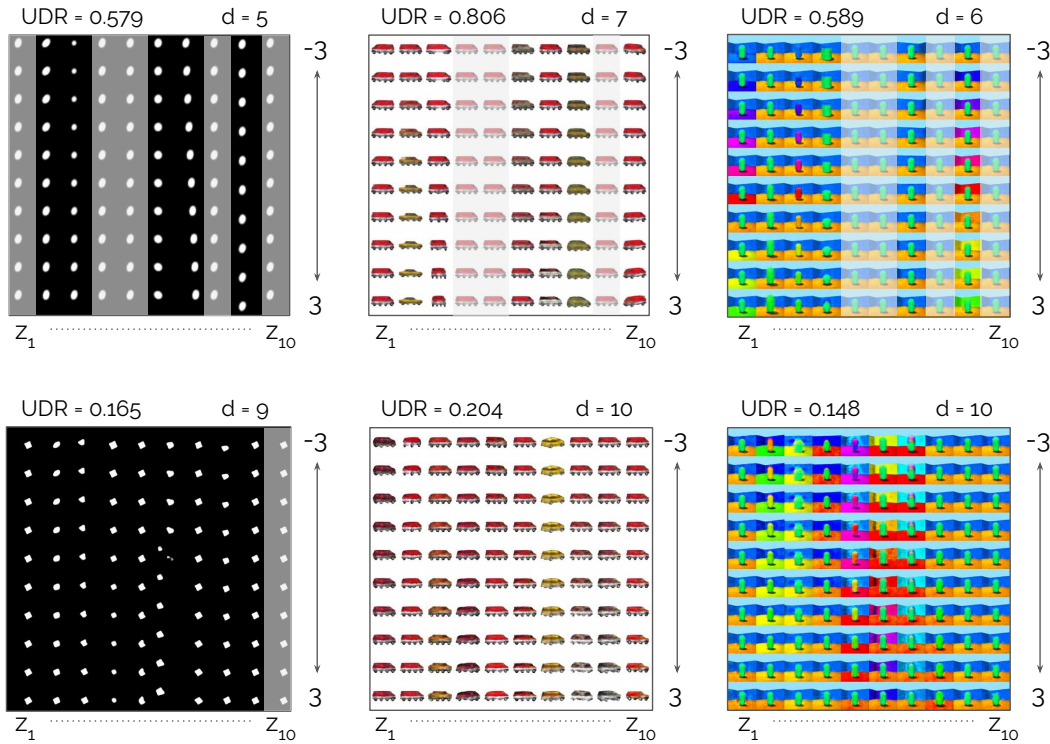 UDR = 0.579 d = 5
UDR = 0.806 d = 7
UDR = 0.589 d = 6
-3
-3
-3
3
3
3
Z1 Z10
Z1 Z10
Z1 Z10
UDR = 0.165 d = 9
UDR = 0.204 d = 10
UDR = 0.148 d = 10
-3
-3
-3
3
3
3
Z1 Z10
Z1 Z10
Z1 Z10